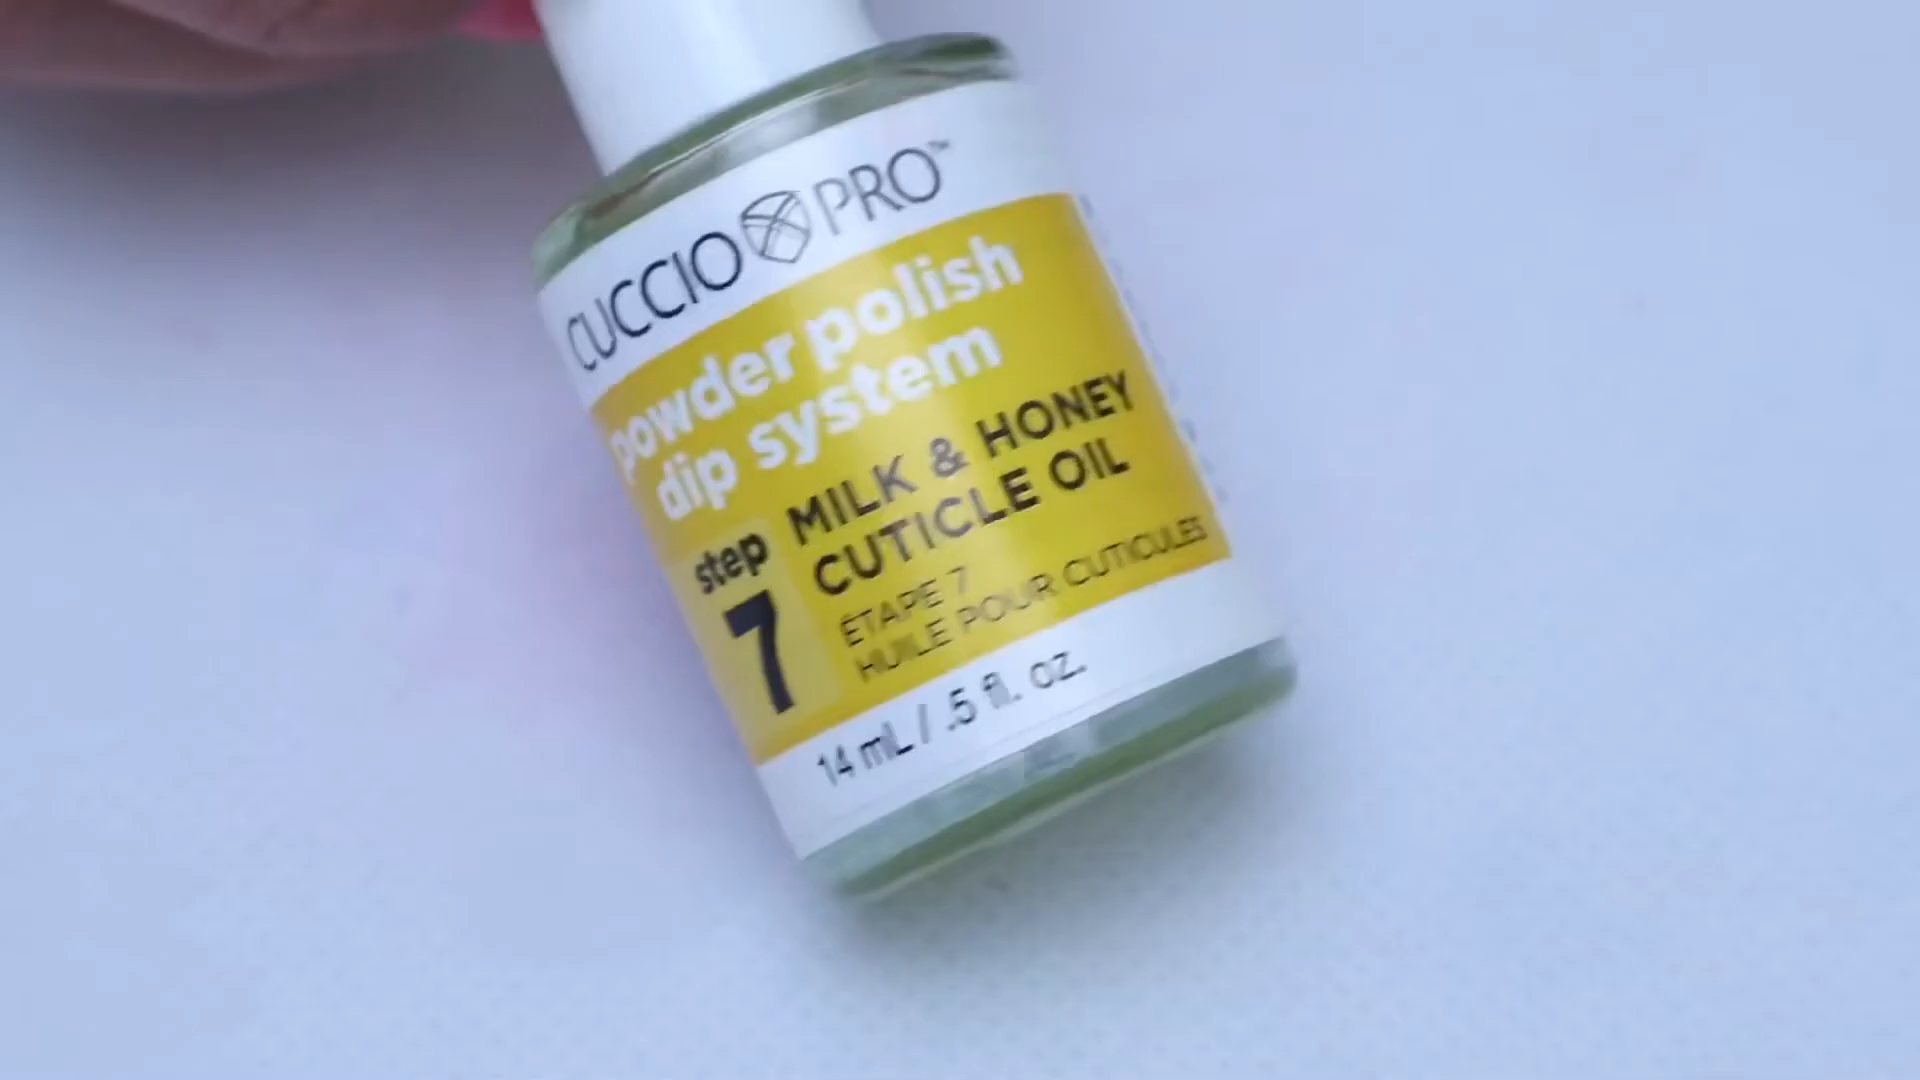 CUCCIO PRO™
powder polish
dip system
step
7
MILK & HONEY
CUTICLE OIL
ÉTAPE 7
HUILE POUR CUTICULES
14 mL / .5 fl. oz.